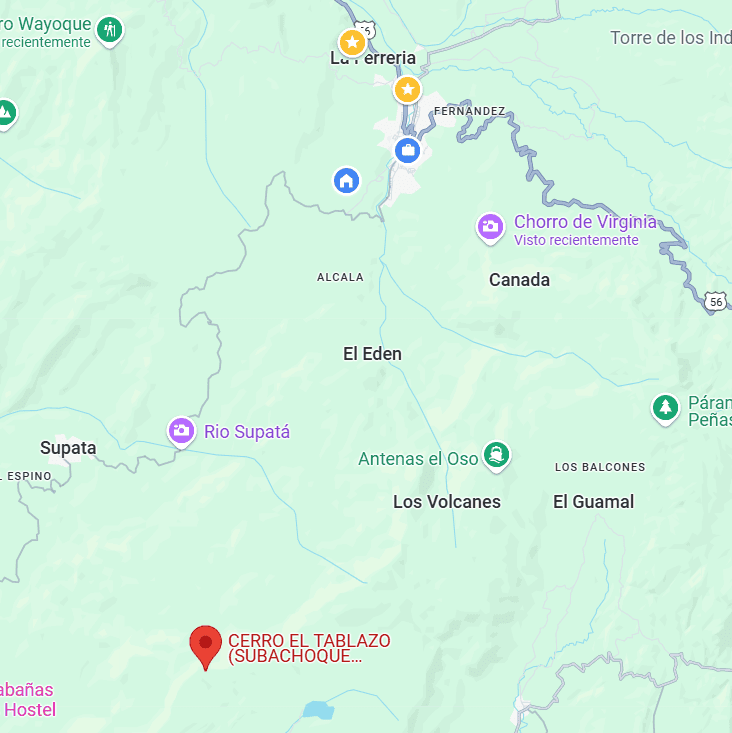 ro Wayoque
recientemente
56
La Ferreria
Torre de los Ind
FERNANDEZ
Chorro de Virginia
Visto recientemente
ALCALA
Canada
56
El Eden
Páram
Peñas
Rio Supatá
Supata
Antenas el Oso
LOS BALCONES
L ESPINO
Los Volcanes
El Guamal
CERRO EL TABLAZO
(SUBACHOQUE...
abañas
Hostel